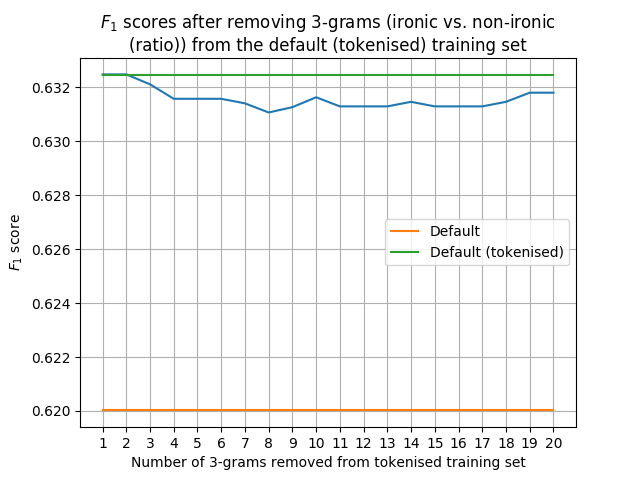 F₁ scores after removing 3-grams (ironic vs. non-ironic
(ratio)) from the default (tokenised) training set
F₁ score
0.632
0.630
0.628
0.626
0.624
0.622
0.620
Default
Default (tokenised)
1 2 3 4 5 6 7 8 9 10 11 12 13 14 15 16 17 18 19 20
Number of 3-grams removed from tokenised training set